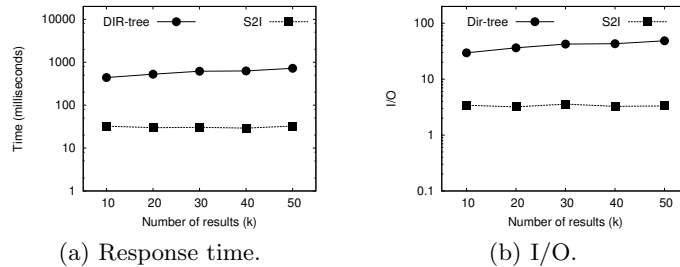 DIR-tree S2I
10000
1000
100
10
1
Time (milliseconds)
10 20 30 40 50
Number of results (k)
(a) Response time.
Dir-tree S2I
100
10
1
0.1
I/O
10 20 30 40 50
Number of results (k)
(b) I/O.